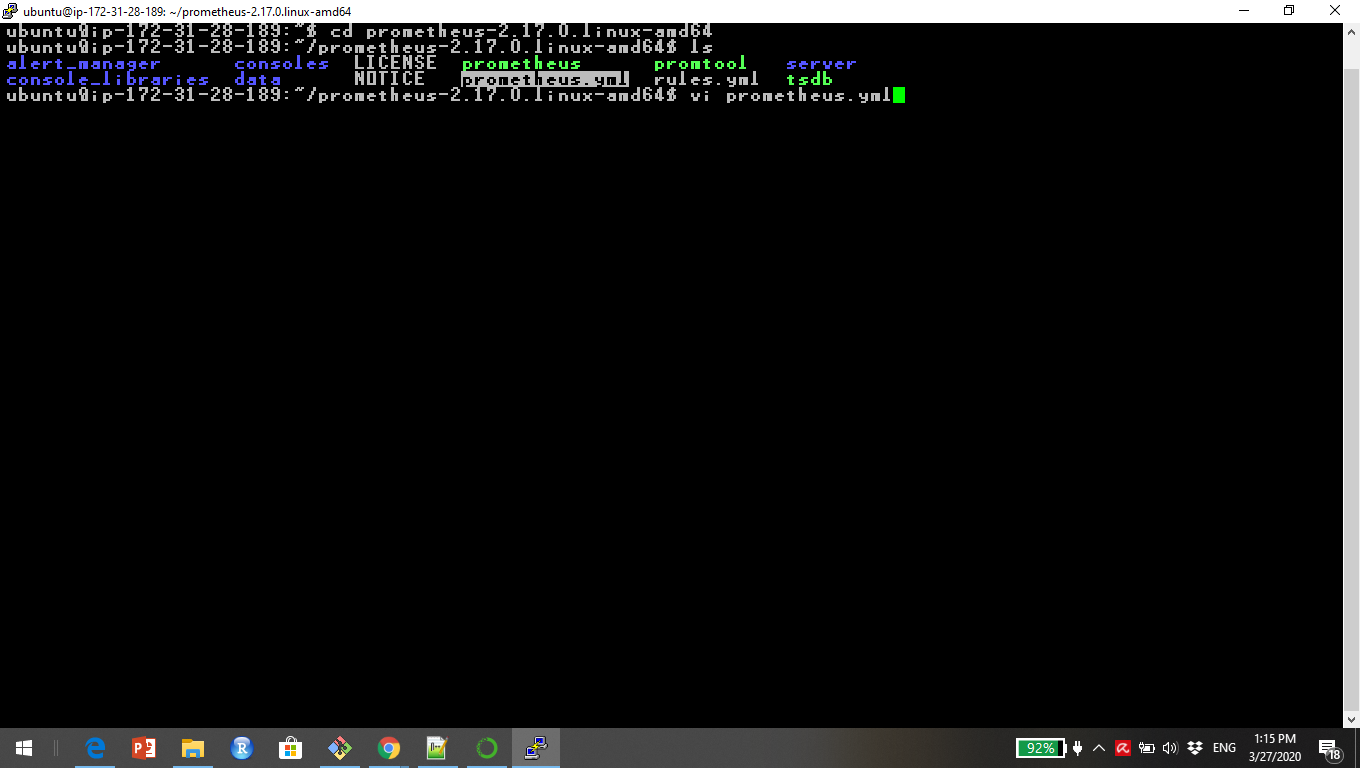 ubuntu@ip-172-31-28-189: ~/prometheus-2.17.0.linux-amd64
ubuntu@ip-172-31-28-189:~$ cd prometheus-2.17.0.linux-amd64
ubuntu@ip-172-31-28-189:~/prometheus-2.17.0.linux-amd64$ ls
alert_manager consoles LICENSE prometheus promtool server
console_libraries data NOTICE prometheus.yml rules.yml tsdb
ubuntu@ip-172-31-28-189:~/prometheus-2.17.0.linux-amd64$ vi prometheus.yml
92% ENG 1:15 PM
3/27/2020 18